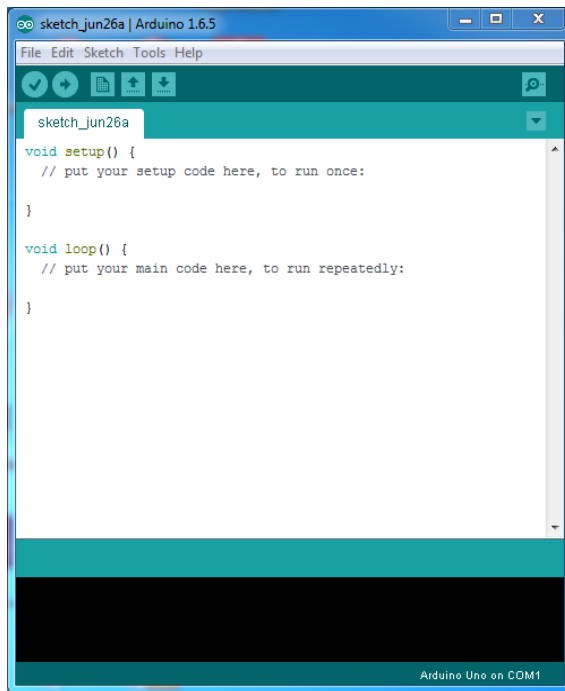 sketch_jun26a | Arduino 1.6.5
File Edit Sketch Tools Help
sketch_jun26a
void setup() {
  // put your setup code here, to run once:
}
void loop() {
  // put your main code here, to run repeatedly:
}
Arduino Uno on COM1